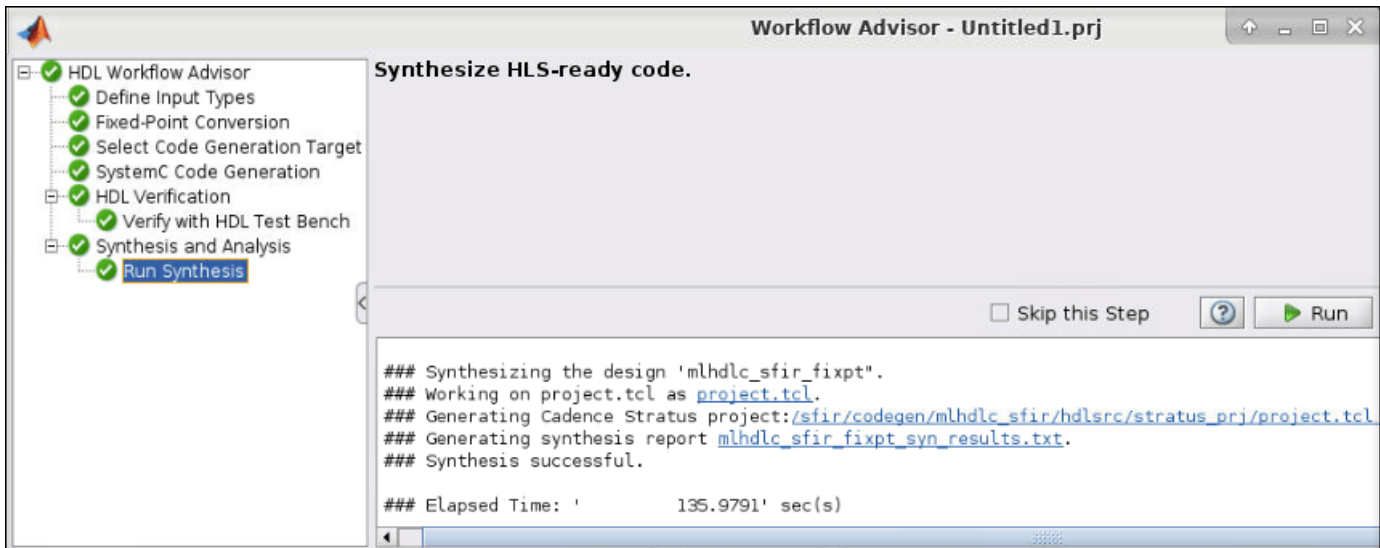 Workflow Advisor - Untitled1.prj
HDL Workflow Advisor
Define Input Types
Fixed-Point Conversion
Select Code Generation Target
SystemC Code Generation
HDL Verification
Verify with HDL Test Bench
Synthesis and Analysis
Run Synthesis
Synthesize HLS-ready code.
Skip this Step
Run
### Synthesizing the design 'mlhdlc_sfir_fixpt".
### Working on project.tcl as project.tcl.
### Generating Cadence Stratus project:/sfir/codegen/mlhdlc_sfir/hdlsrc/stratus_prj/project.tcl
### Generating synthesis report mlhdlc_sfir_fixpt_syn_results.txt.
### Synthesis successful.
### Elapsed Time: '         135.9791' sec(s)